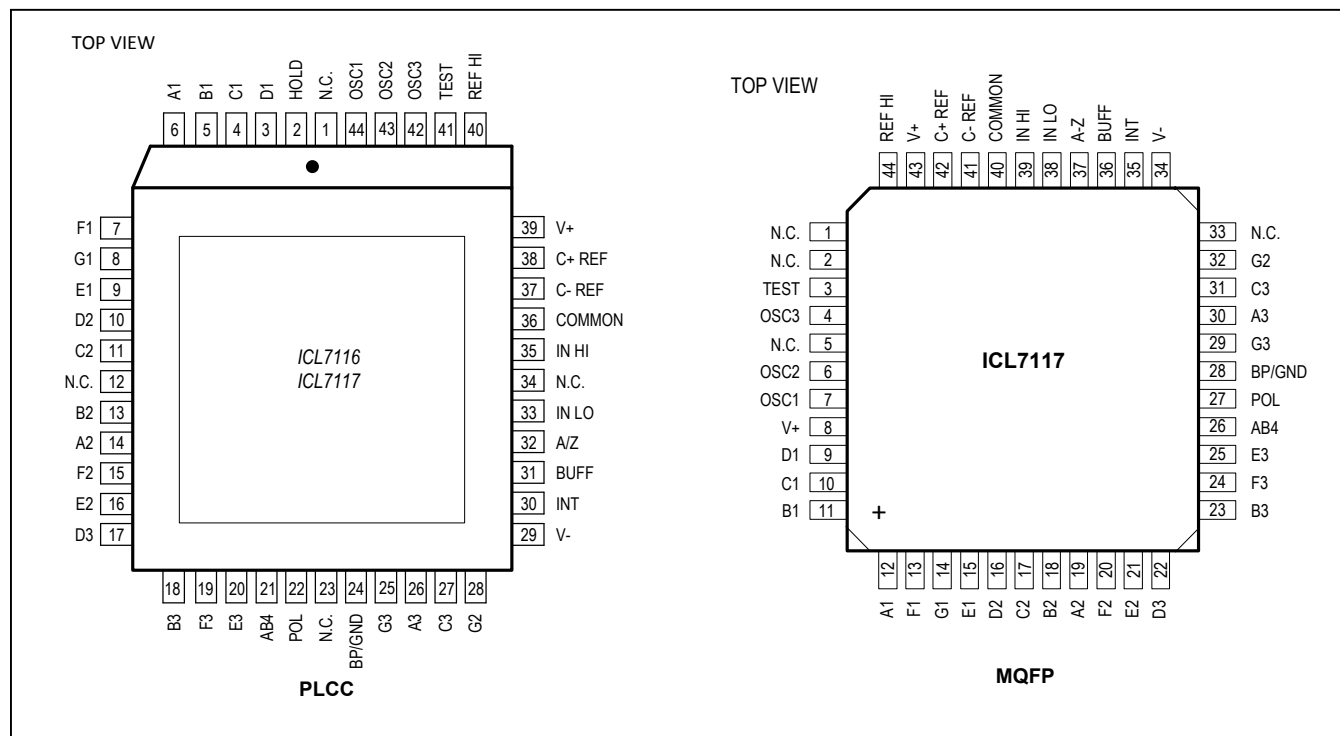 TOP VIEW
A1
B1
C1
D1
HOLD
N.C.
OSC1
OSC2
OSC3
TEST
REF HI
6
5
4
3
2
1
44
43
42
41
40
F1 7
G1 8
E1 9
D2 10
C2 11
N.C. 12
B2 13
A2 14
F2 15
E2 16
D3 17
ICL7116
ICL7117
39 V+
38 C+ REF
37 C- REF
36 COMMON
35 IN HI
34 N.C.
33 IN LO
32 A/Z
31 BUFF
30 INT
29 V-
18
19
20
21
22
23
24
25
26
27
28
B3
F3
E3
AB4
POL
N.C.
BP/GND
G3
A3
C3
G2
PLCC
TOP VIEW
REF HI
V+
C+ REF
C- REF
COMMON
IN HI
IN LO
A-Z
BUFF
INT
V-
44
43
42
41
40
39
38
37
36
35
34
N.C. 1
N.C. 2
TEST 3
OSC3 4
N.C. 5
OSC2 6
OSC1 7
V+ 8
D1 9
C1 10
B1 11
ICL7117
+
33 N.C.
32 G2
31 C3
30 A3
29 G3
28 BP/GND
27 POL
26 AB4
25 E3
24 F3
23 B3
12
13
14
15
16
17
18
19
20
21
22
A1
F1
G1
E1
D2
C2
B2
A2
F2
E2
D3
MQFP